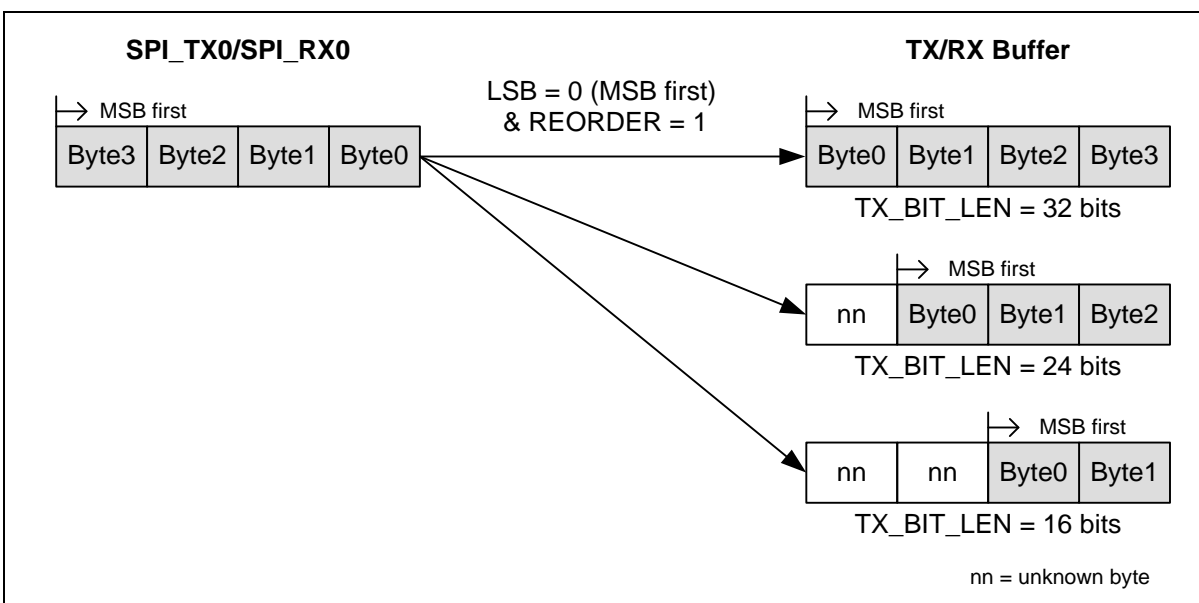 SPI_TX0/SPI_RX0
TX/RX Buffer
LSB = 0 (MSB first)
& REORDER = 1
MSB first
MSB first
Byte3 Byte2 Byte1 Byte0
Byte0 Byte1 Byte2 Byte3
TX_BIT_LEN = 32 bits
MSB first
nn Byte0 Byte1 Byte2
TX_BIT_LEN = 24 bits
MSB first
nn nn Byte0 Byte1
TX_BIT_LEN = 16 bits
nn = unknown byte